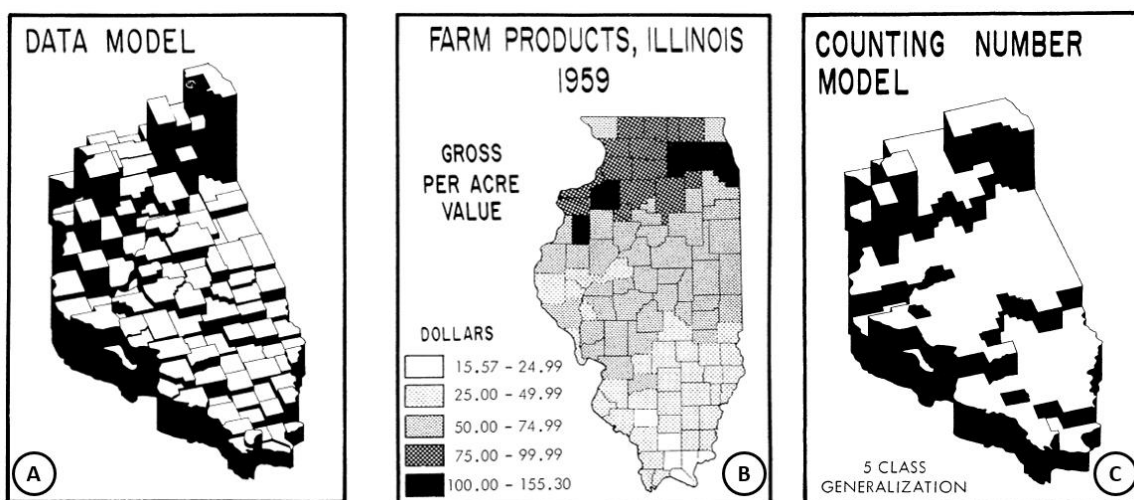 DATA MODEL
A
FARM PRODUCTS, ILLINOIS
1959
GROSS
PER ACRE
VALUE
DOLLARS
15.57 - 24.99
25.00 - 49.99
50.00 - 74.99
75.00 - 99.99
100.00 - 155.30
B
COUNTING NUMBER
MODEL
5 CLASS
GENERALIZATION
C